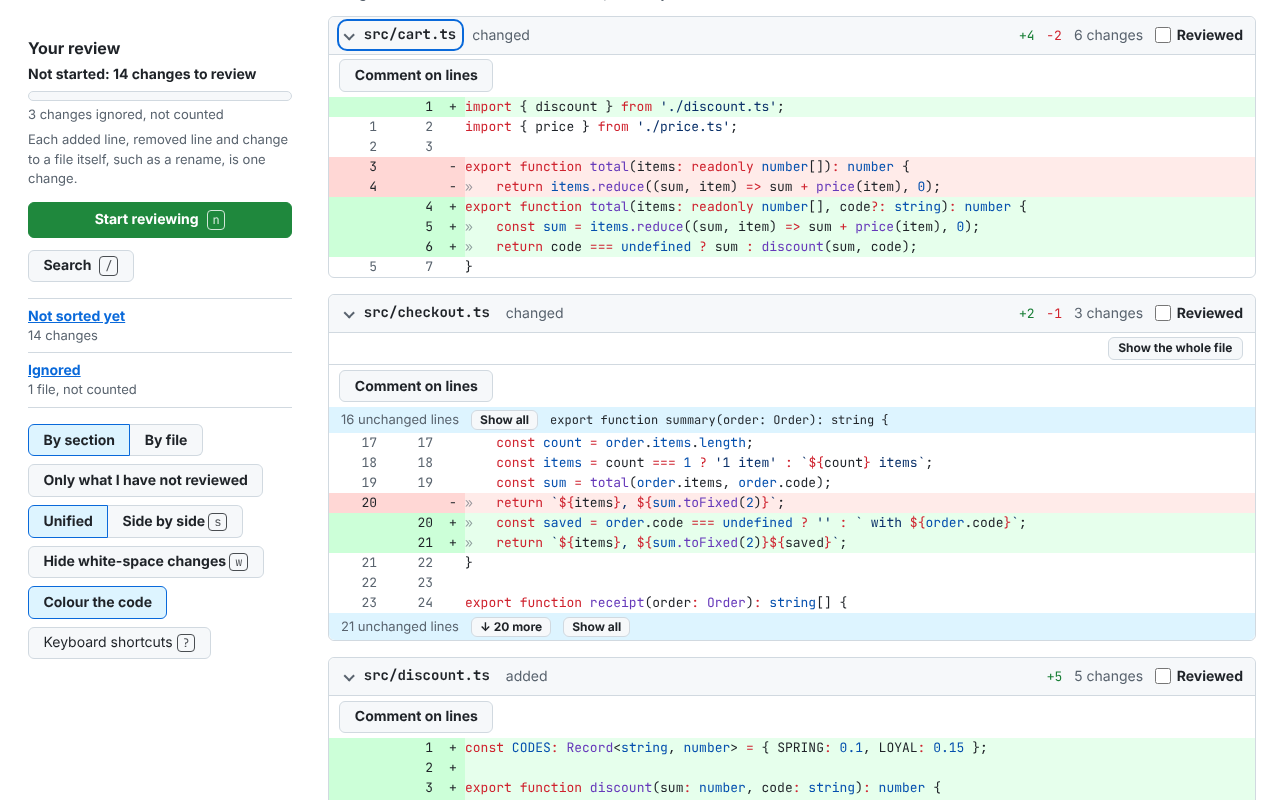 Your review
Not started: 14 changes to review
3 changes ignored, not counted
Each added line, removed line and change
to a file itself, such as a rename, is one
change.
Start reviewing n
Search /
Not sorted yet
14 changes
Ignored
1 file, not counted
By section By file
Only what I have not reviewed
Unified Side by side s
Hide white-space changes w
Colour the code
Keyboard shortcuts ?
src/cart.ts changed +4 -2 6 changes Reviewed
Comment on lines
1 + import { discount } from './discount.ts';
1 2 import { price } from './price.ts';
2 3
3 - export function total(items: readonly number[]): number {
4 - » return items.reduce((sum, item) => sum + price(item), 0);
4 + export function total(items: readonly number[], code?: string): number {
5 + » const sum = items.reduce((sum, item) => sum + price(item), 0);
6 + » return code === undefined ? sum : discount(sum, code);
5 7 }
src/checkout.ts changed +2 -1 3 changes Reviewed
Show the whole file
Comment on lines
16 unchanged lines Show all export function summary(order: Order): string {
17 17 const count = order.items.length;
18 18 const items = count === 1 ? '1 item' : `${count} items`;
19 19 const sum = total(order.items, order.code);
20 - » return `${items}, ${sum.toFixed(2)}`;
20 + » const saved = order.code === undefined ? '' : ` with ${order.code}`;
21 + » return `${items}, ${sum.toFixed(2)}${saved}`;
21 22 }
22 23
23 24 export function receipt(order: Order): string[] {
21 unchanged lines ↓ 20 more Show all
src/discount.ts added +5 5 changes Reviewed
Comment on lines
1 + const CODES: Record<string, number> = { SPRING: 0.1, LOYAL: 0.15 };
2 +
3 + export function discount(sum: number, code: string): number {